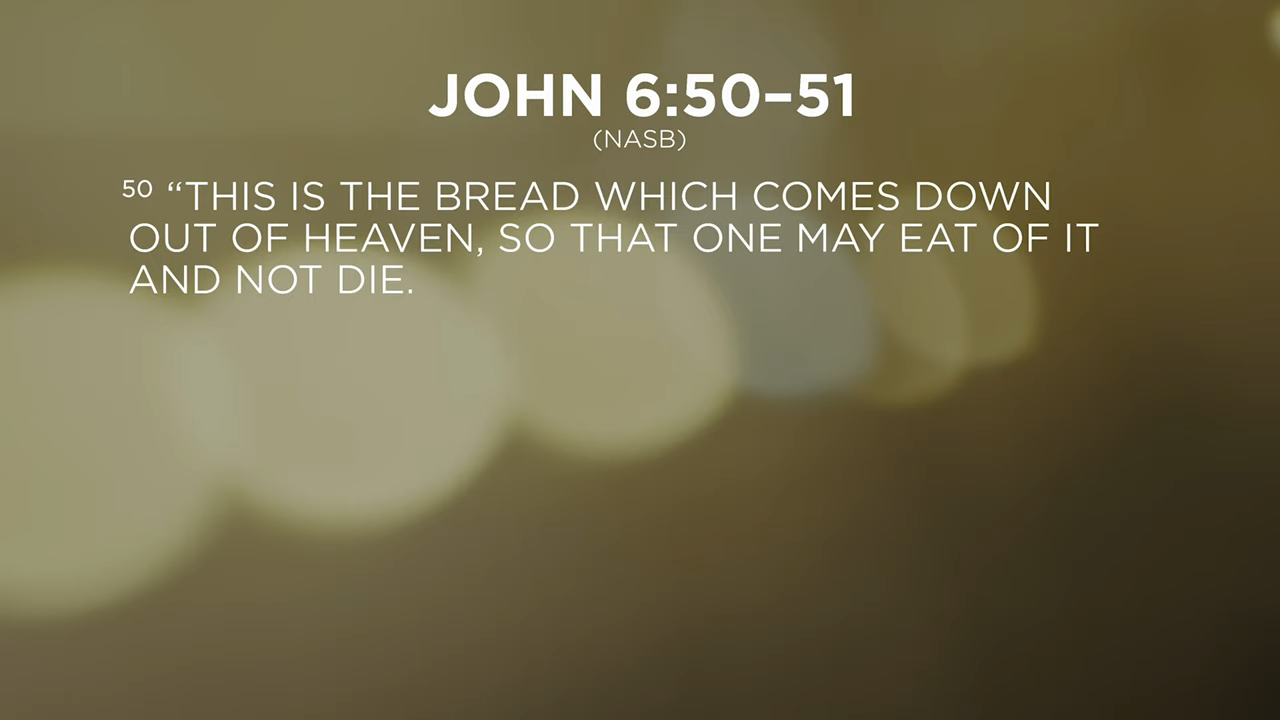 JOHN 6:50–51
(NASB)
50 “THIS IS THE BREAD WHICH COMES DOWN
OUT OF HEAVEN, SO THAT ONE MAY EAT OF IT
AND NOT DIE.